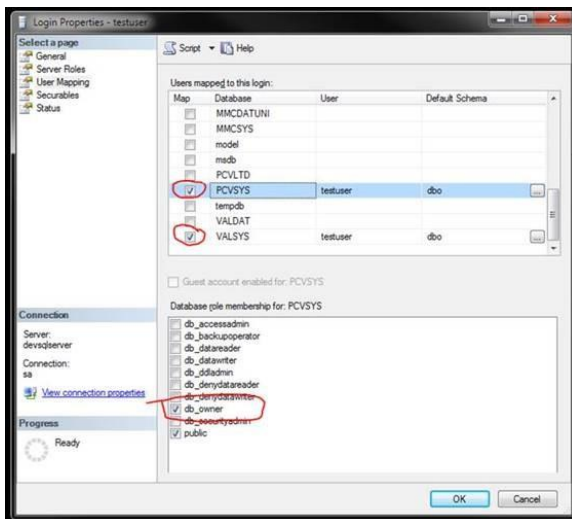 Login Properties - testuser
Select a page
General
Server Roles
User Mapping
Securables
Status
Script Help
Users mapped to this login:
Map Database User Default Schema
MMCDATUNI
MMCSYS
model
msdb
PCVLTD
PCVSYS testuser dbo ...
tempdb
VALDAT
VALSYS testuser dbo ...
Guest account enabled for: PCVSYS
Database role membership for: PCVSYS
db_accessadmin
db_backupoperator
db_datareader
db_datawriter
db_ddladmin
db_denydatareader
db_denydatawriter
db_owner
db_securityadmin
public
Connection
Server:
devsqlserver
Connection:
sa
View connection properties
Progress
Ready
OK Cancel